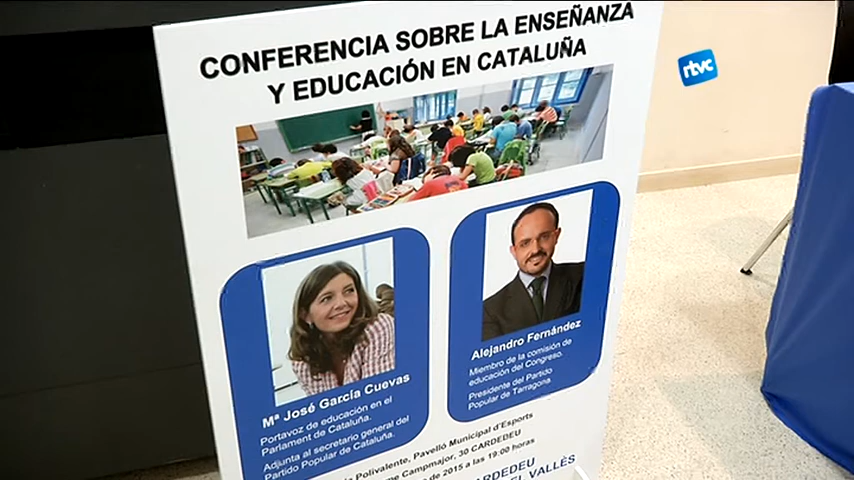 CONFERENCIA SOBRE LA ENSEÑANZA
Y EDUCACIÓN EN CATALUÑA
rtvc
Mª José García Cuevas
Portavoz de educación en el
Parlament de Cataluña.
Adjunta al secretario general del
Partido Popular de Cataluña.
Alejandro Fernández
Miembro de la comisión de
educación del Congreso.
Presidente del Partido
Popular de Tarragona.
Polivalente, Pavelló Municipal d'Esports
Campmajor, 30 CARDEDEU
de 2015 a las 19:00 horas
CARDEDEU
EL VALLÈS